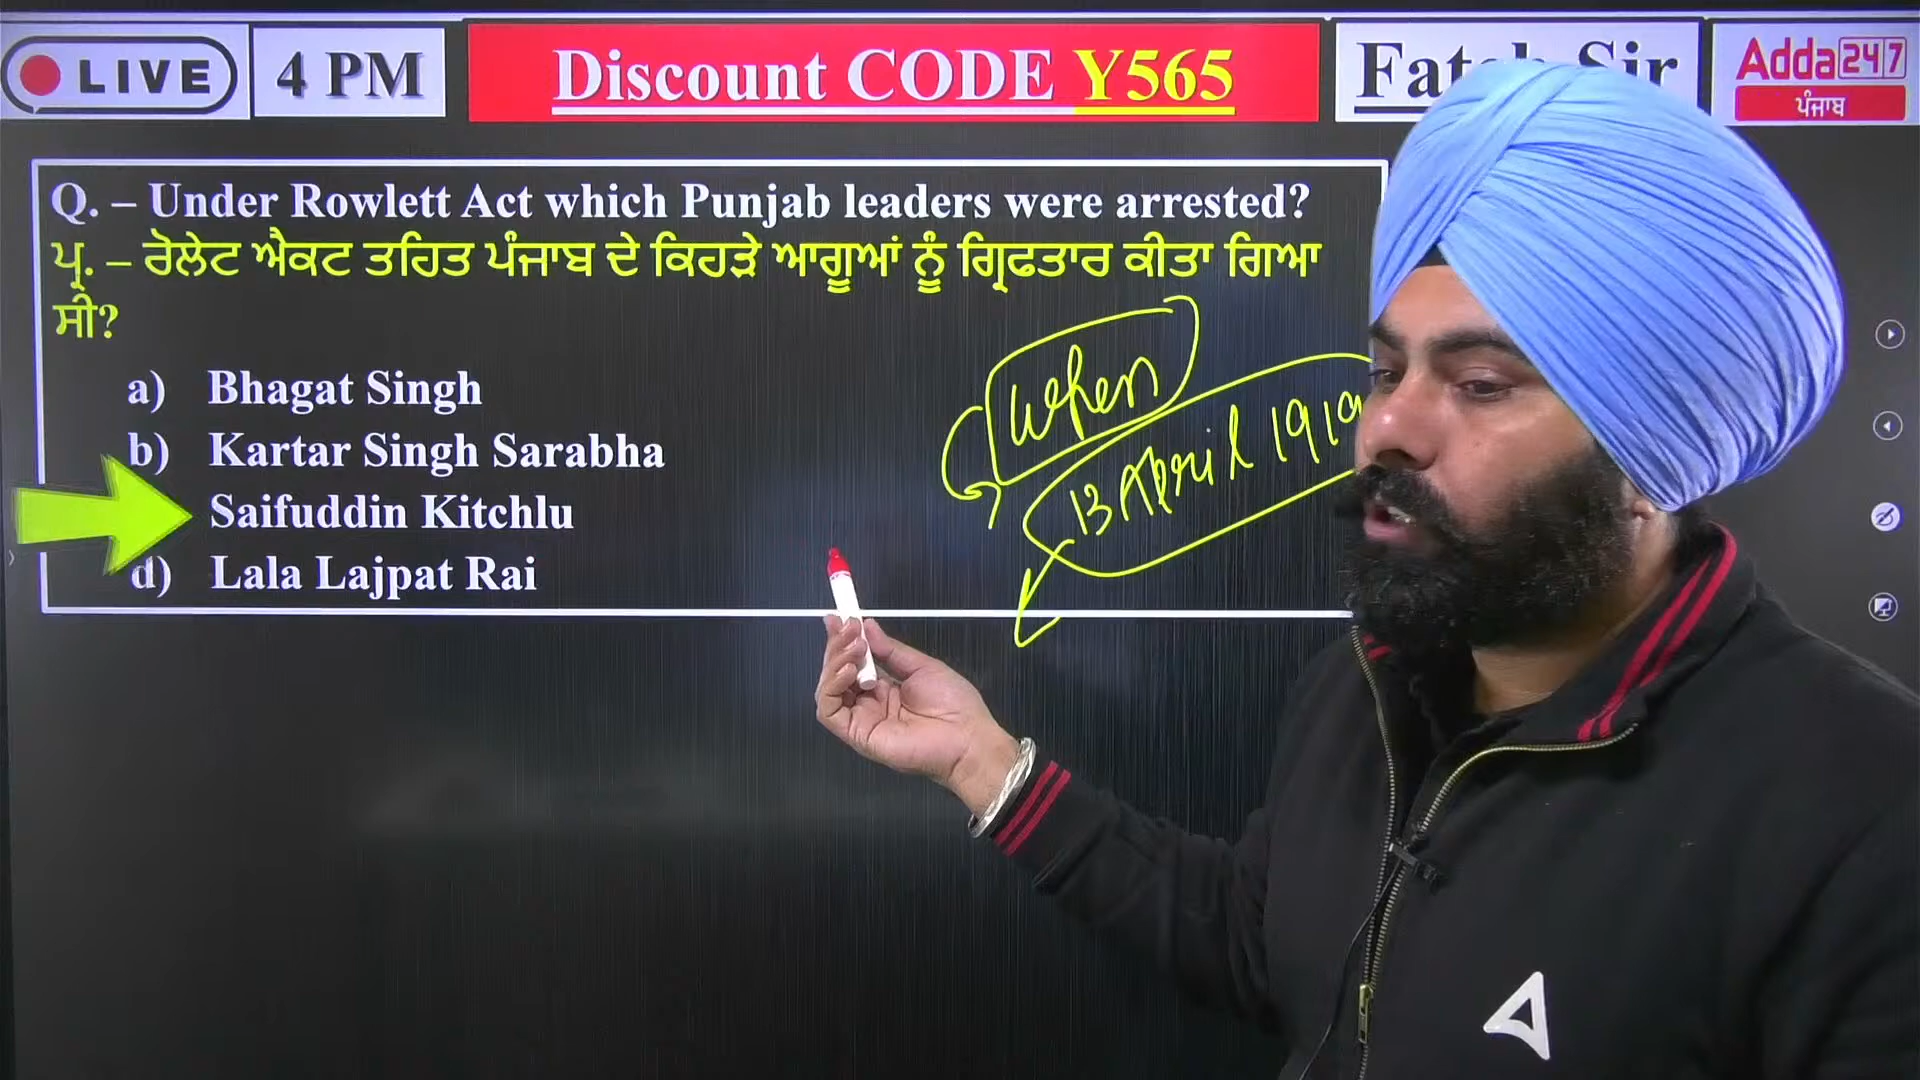 LIVE
4 PM
Discount CODE Y565
Sir
Adda247
ਪੰਜਾਬ
Q. – Under Rowlett Act which Punjab leaders were arrested?
ਪ੍ਰ. – ਰੋਲੇਟ ਐਕਟ ਤਹਿਤ ਪੰਜਾਬ ਦੇ ਕਿਹੜੇ ਆਗੂਆਂ ਨੂੰ ਗ੍ਰਿਫਤਾਰ ਕੀਤਾ ਗਿਆ
ਸੀ?
a) Bhagat Singh
b) Kartar Singh Sarabha
Saifuddin Kitchlu
d) Lala Lajpat Rai
when
13 April 1919